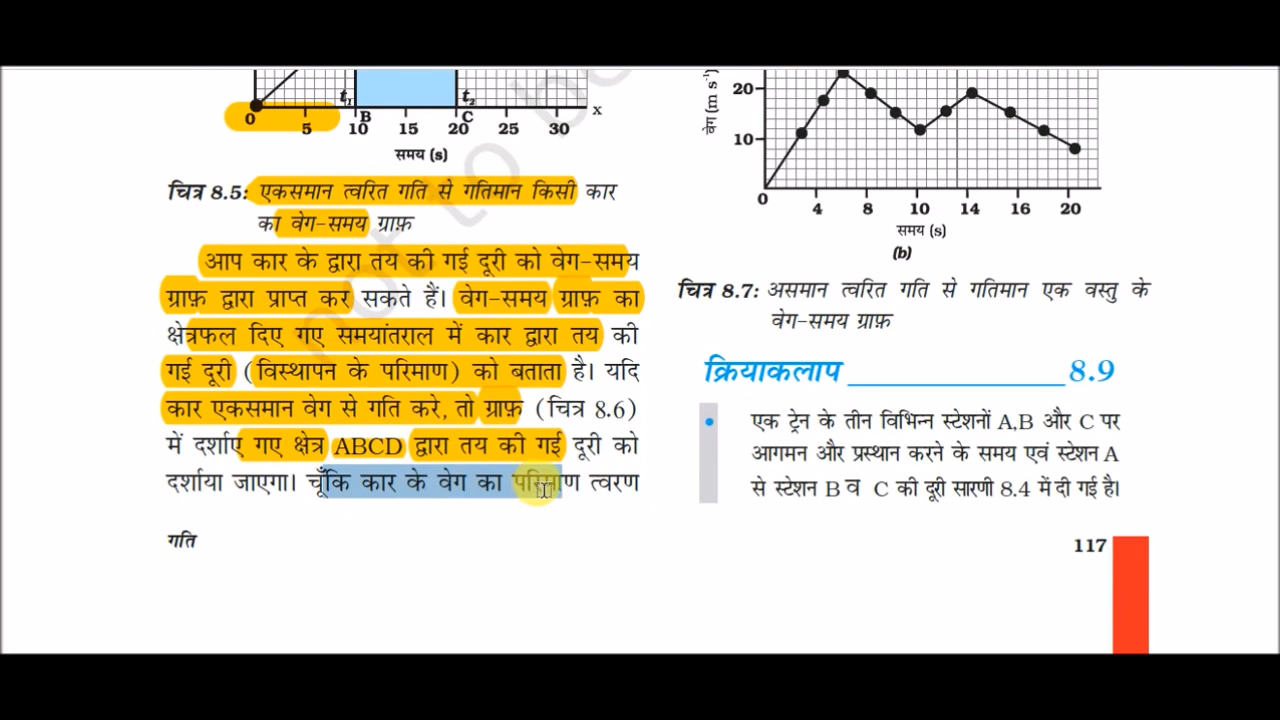 t₁ t₂
0 B C x
5 10 15 20 25 30
समय (s)
चित्र 8.5: एकसमान त्वरित गति से गतिमान किसी कार
का वेग-समय ग्राफ़
आप कार के द्वारा तय की गई दूरी को वेग-समय
ग्राफ़ द्वारा प्राप्त कर सकते हैं। वेग-समय ग्राफ़ का
क्षेत्रफल दिए गए समयांतराल में कार द्वारा तय की
गई दूरी (विस्थापन के परिमाण) को बताता है। यदि
कार एकसमान वेग से गति करे, तो ग्राफ़ (चित्र 8.6)
में दर्शाए गए क्षेत्र ABCD द्वारा तय की गई दूरी को
दर्शाया जाएगा। चूँकि कार के वेग का परिमाण त्वरण
गति
वेग (m s⁻¹)
20
10
0 4 8 10 14 16 20
समय (s)
(b)
चित्र 8.7: असमान त्वरित गति से गतिमान एक वस्तु के
वेग-समय ग्राफ़
क्रियाकलाप ____________ 8.9
• एक ट्रेन के तीन विभिन्न स्टेशनों A,B और C पर
आगमन और प्रस्थान करने के समय एवं स्टेशन A
से स्टेशन B व C की दूरी सारणी 8.4 में दी गई है।
117
not to be